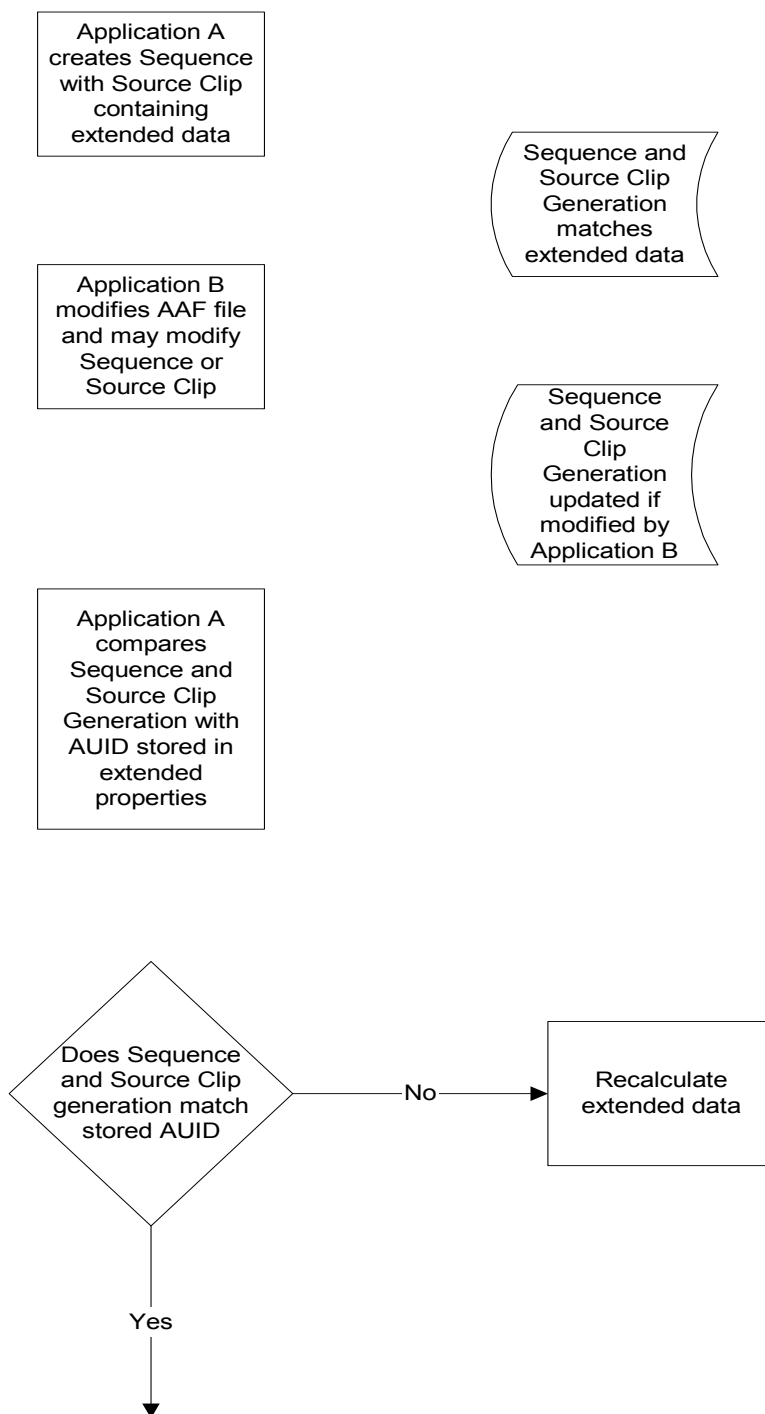 Application A
creates Sequence
with Source Clip
containing
extended data
Sequence and
Source Clip
Generation
matches
extended data
Application B
modifies AAF file
and may modify
Sequence or
Source Clip
Sequence
and Source
Clip
Generation
updated if
modified by
Application B
Application A
compares
Sequence and
Source Clip
Generation with
AUID stored in
extended
properties
Does Sequence
and Source Clip
generation match
stored AUID
No
Recalculate
extended data
Yes